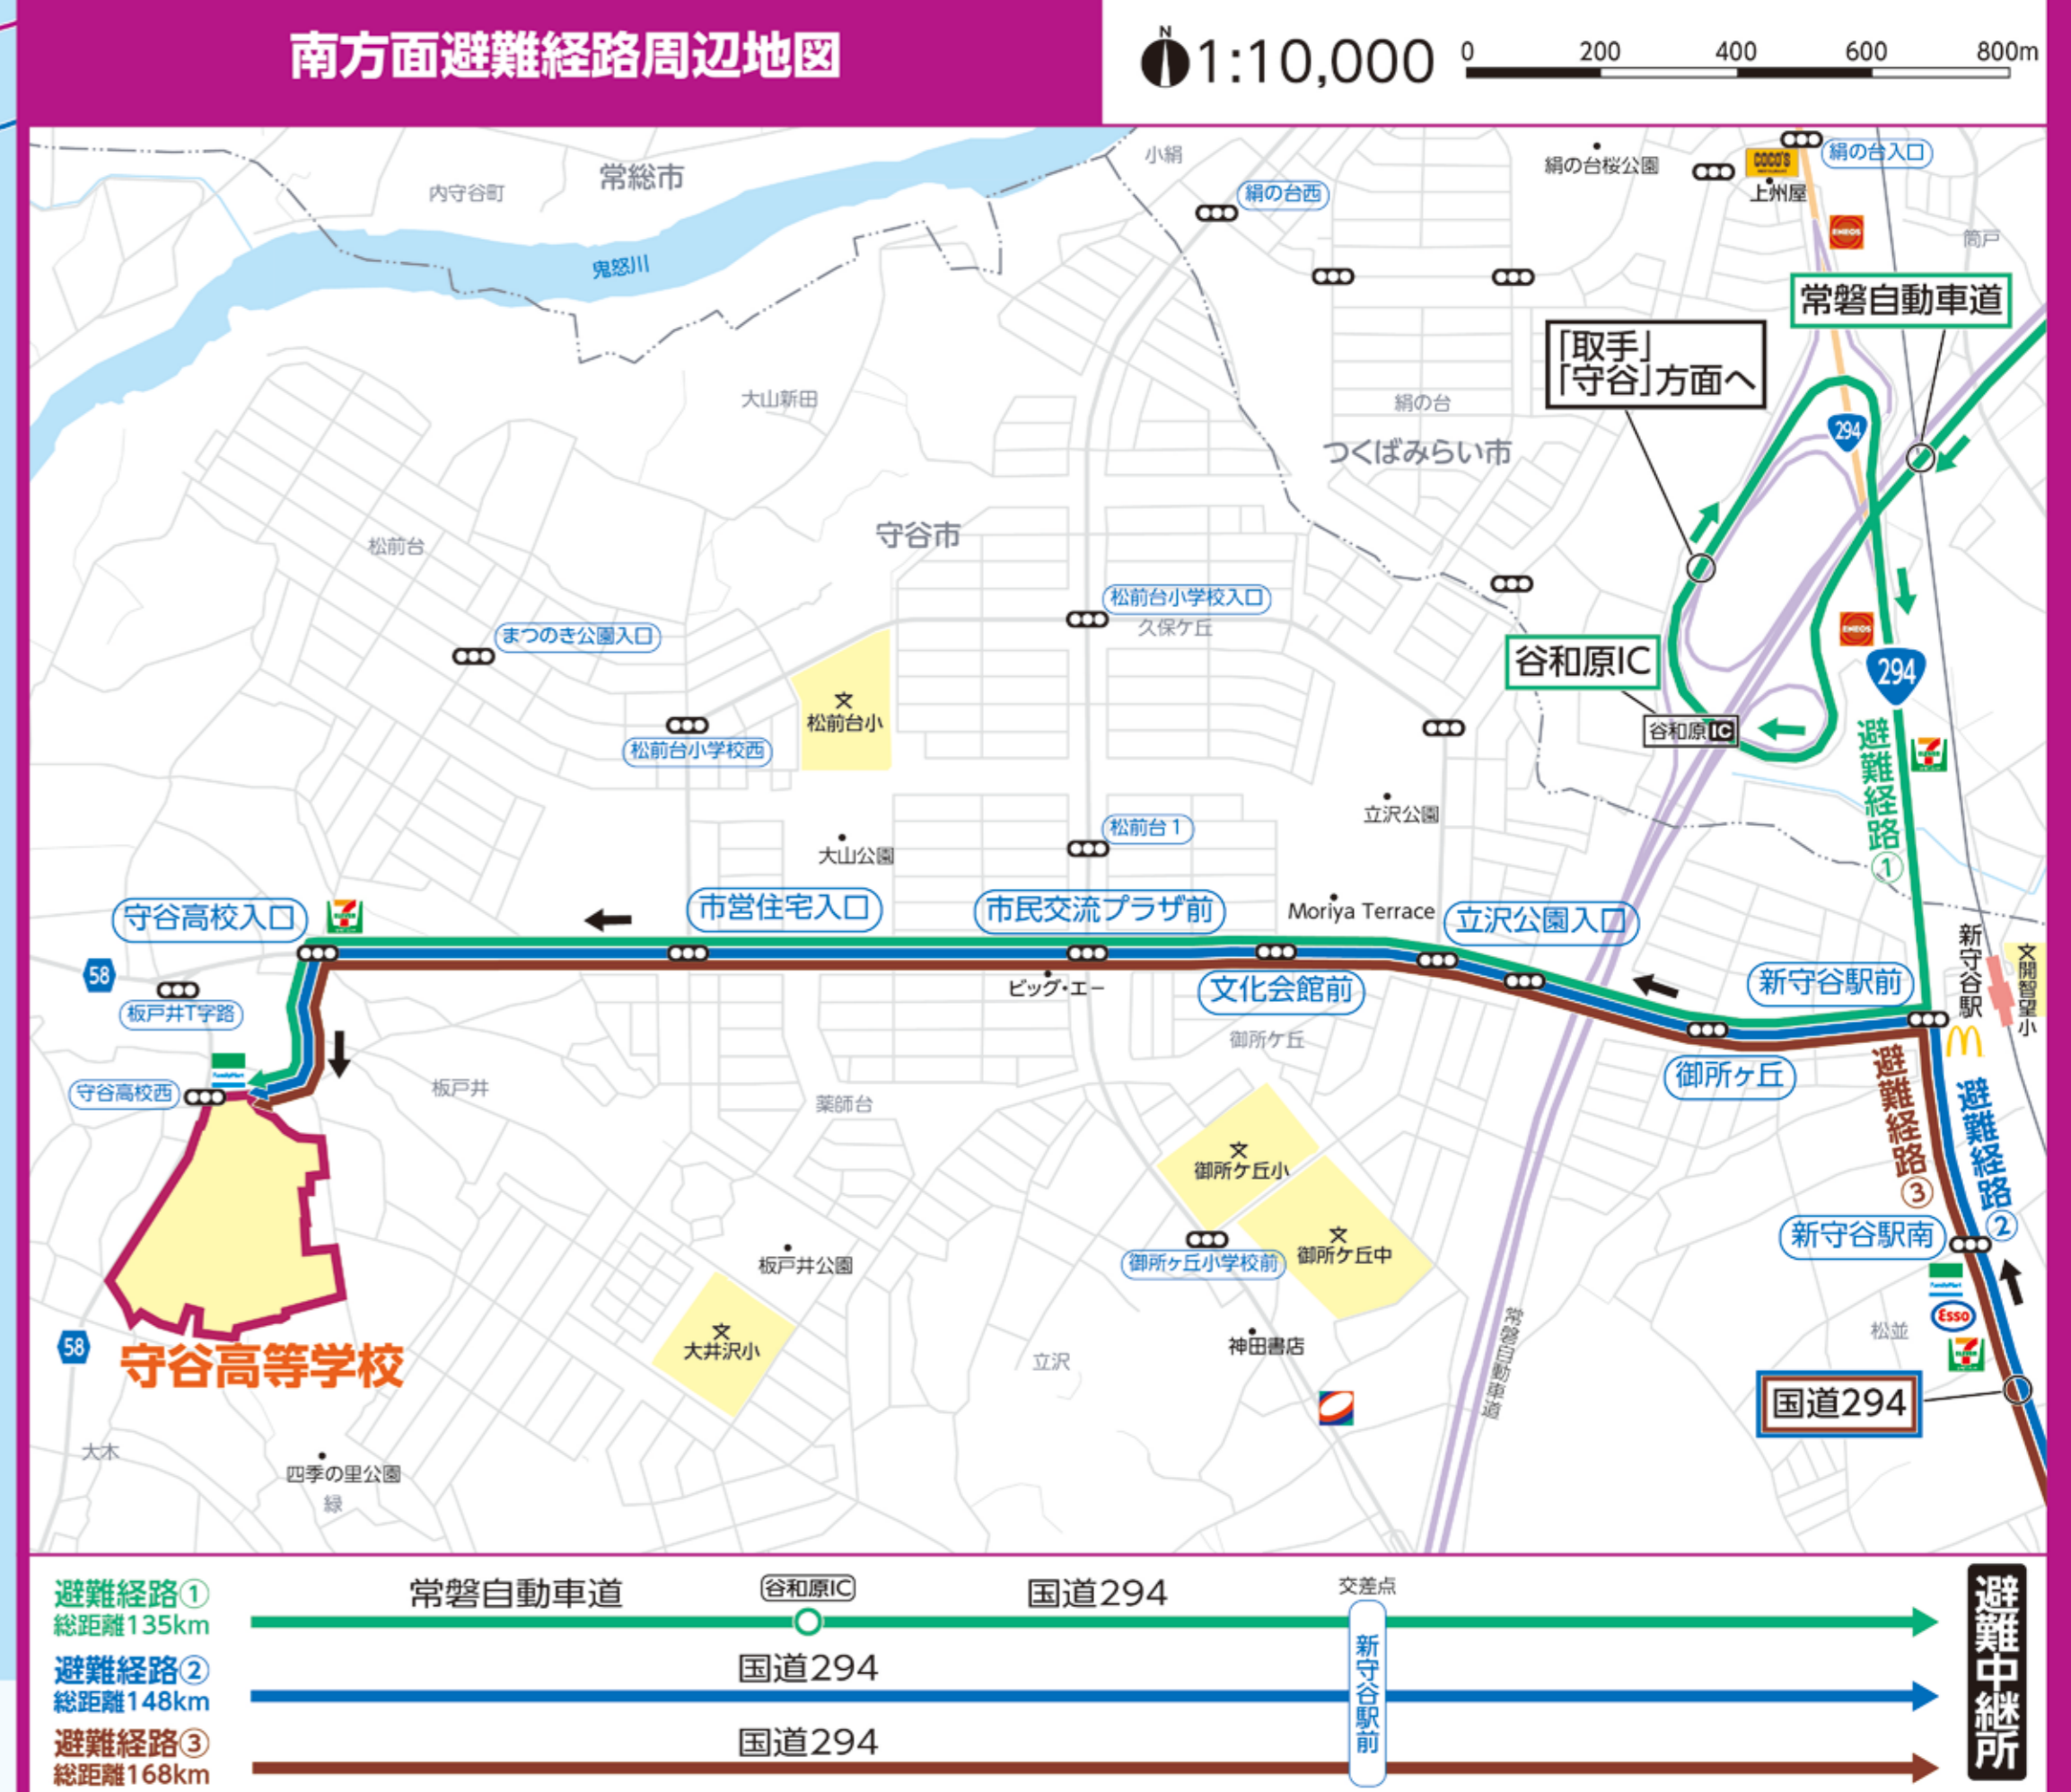 南方面避難経路周辺地図
N
1:10,000
0 200 400 600 800m
常総市
内守谷町
鬼怒川
小絹
絹の台西
絹の台桜公園
COCO'S
RESTAURANT
上州屋
絹の台入口
ENEOS
筒戸
常磐自動車道
「取手」
「守谷」方面へ
294
絹の台
つくばみらい市
大山新田
守谷市
松前台
松前台小学校入口
久保ケ丘
まつのき公園入口
文
松前台小
松前台小学校西
ENEOS
谷和原IC
294
谷和原IC
避難経路①
立沢公園
松前台1
大山公園
守谷高校入口
市営住宅入口
市民交流プラザ前
Moriya Terrace
立沢公園入口
新守谷駅
文
開智望小
58
板戸井T字路
ビッグ・エー
文化会館前
新守谷駅前
御所ケ丘
御所ヶ丘
FamilyMart
守谷高校西
板戸井
薬師台
避難経路③
避難経路②
文
御所ケ丘小
文
御所ケ丘中
御所ヶ丘小学校前
新守谷駅南
FamilyMart
Esso
松並
板戸井公園
文
大井沢小
58
守谷高等学校
立沢
神田書店
常磐自動車道
国道294
大木
四季の里公園
緑
避難経路①
総距離135km
常磐自動車道
谷和原IC
国道294
交差点
新守谷駅前
避難経路②
総距離148km
国道294
避難経路③
総距離168km
国道294
避難中継所